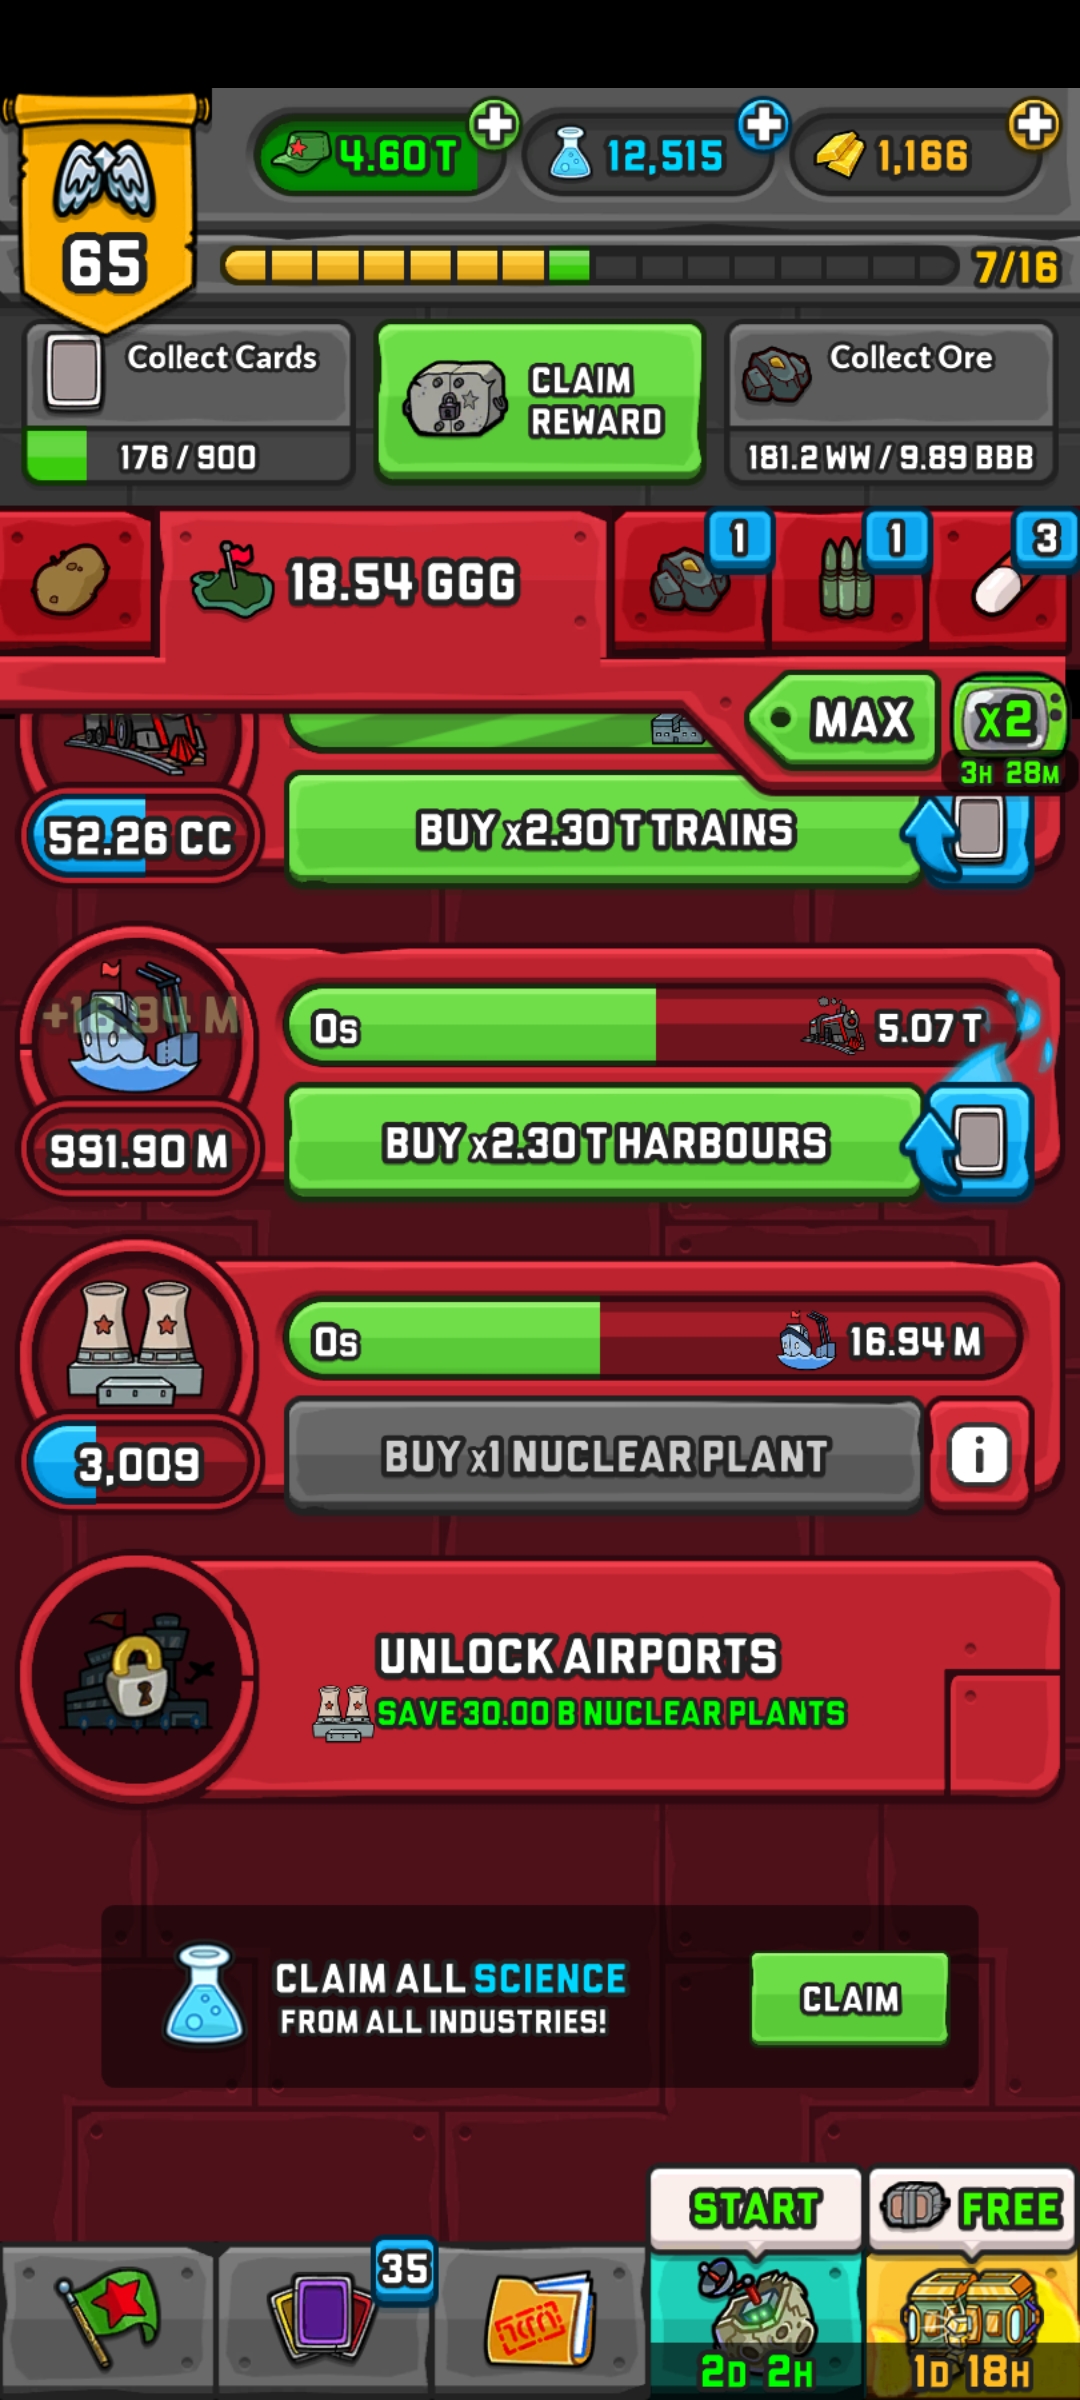 4.60 T
12,515
1,166
65
7/16
Collect Cards
176 / 900
CLAIM
REWARD
Collect Ore
181.2 WW / 9.89 BBB
18.54 GGG
1
1
3
MAX
x2
3H 28M
52.26 CC
BUY x2.30 T TRAINS
+16.94 M
0s
5.07 T
991.90 M
BUY x2.30 T HARBOURS
0s
16.94 M
3,009
BUY x1 NUCLEAR PLANT
i
UNLOCK AIRPORTS
SAVE 30.00 B NUCLEAR PLANTS
CLAIM ALL SCIENCE
FROM ALL INDUSTRIES!
CLAIM
START
FREE
35
2D 2H
1D 18H